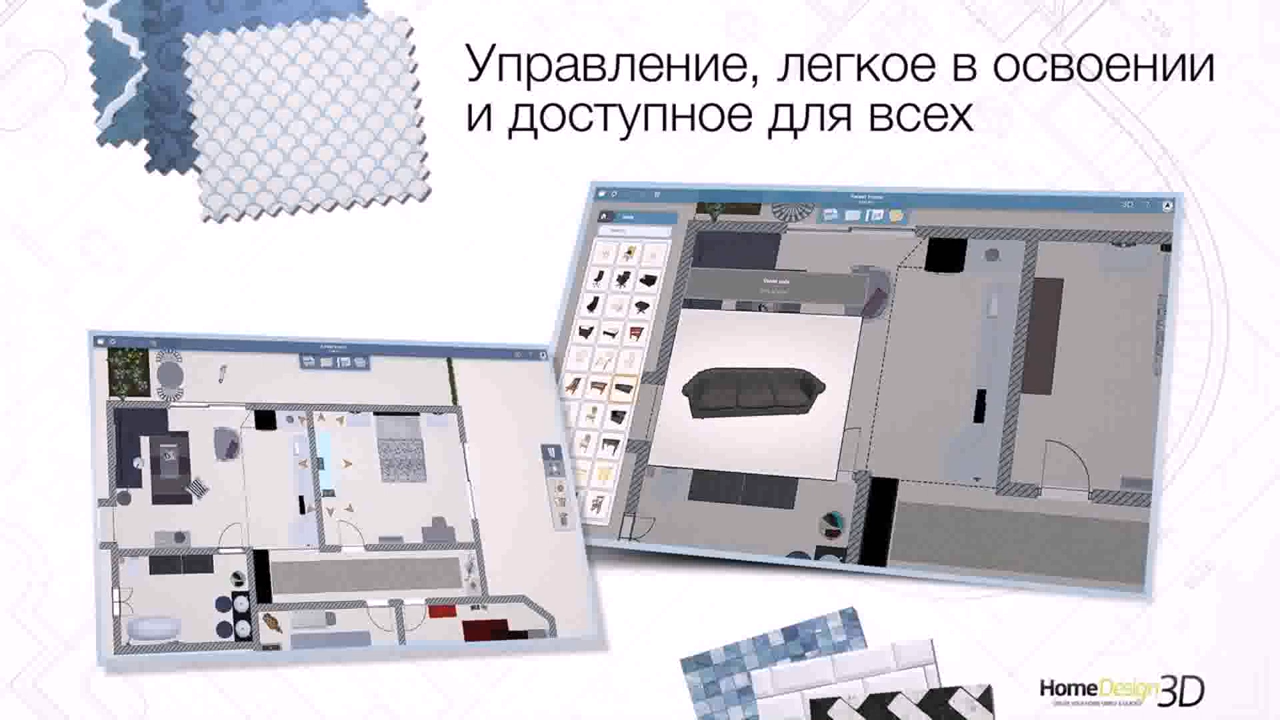 Управление, легкое в освоении
и доступное для всех
HomeDesign3D